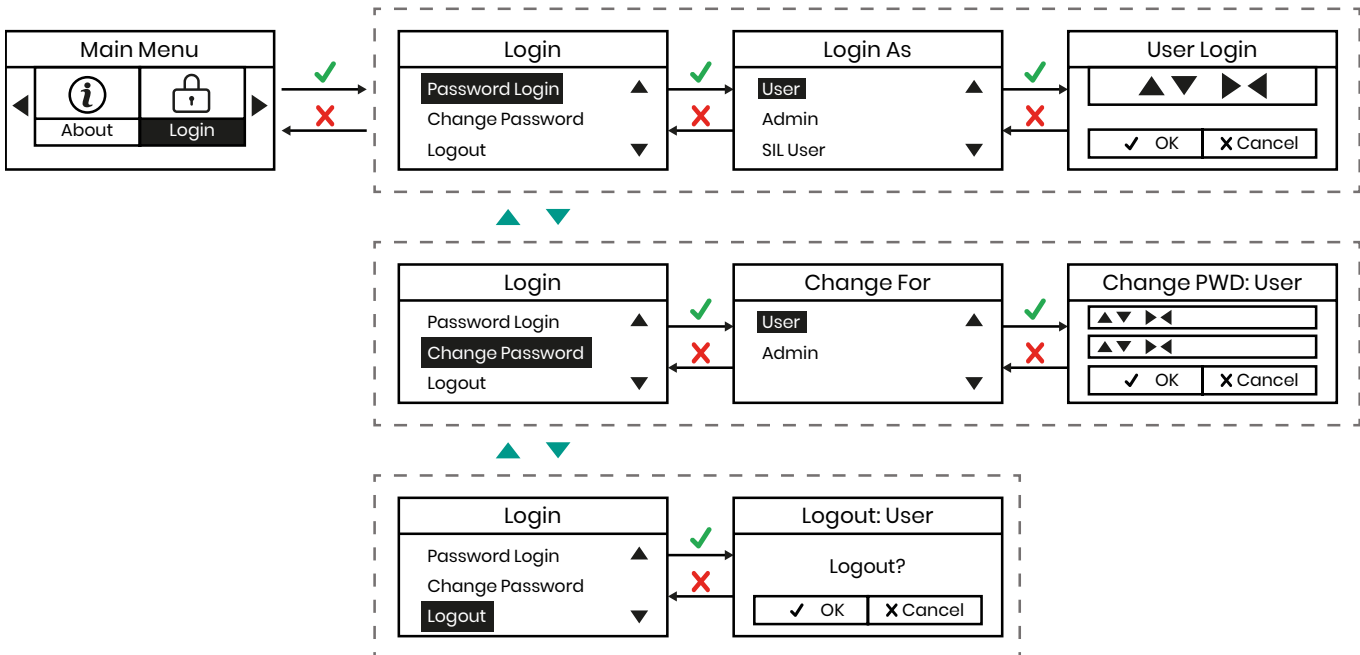 Main Menu
About
Login
Login
Password Login
Change Password
Logout
Login As
User
Admin
SIL User
User Login
OK
Cancel
Login
Password Login
Change Password
Logout
Change For
User
Admin
Change PWD: User
OK
Cancel
Login
Password Login
Change Password
Logout
Logout: User
Logout?
OK
Cancel